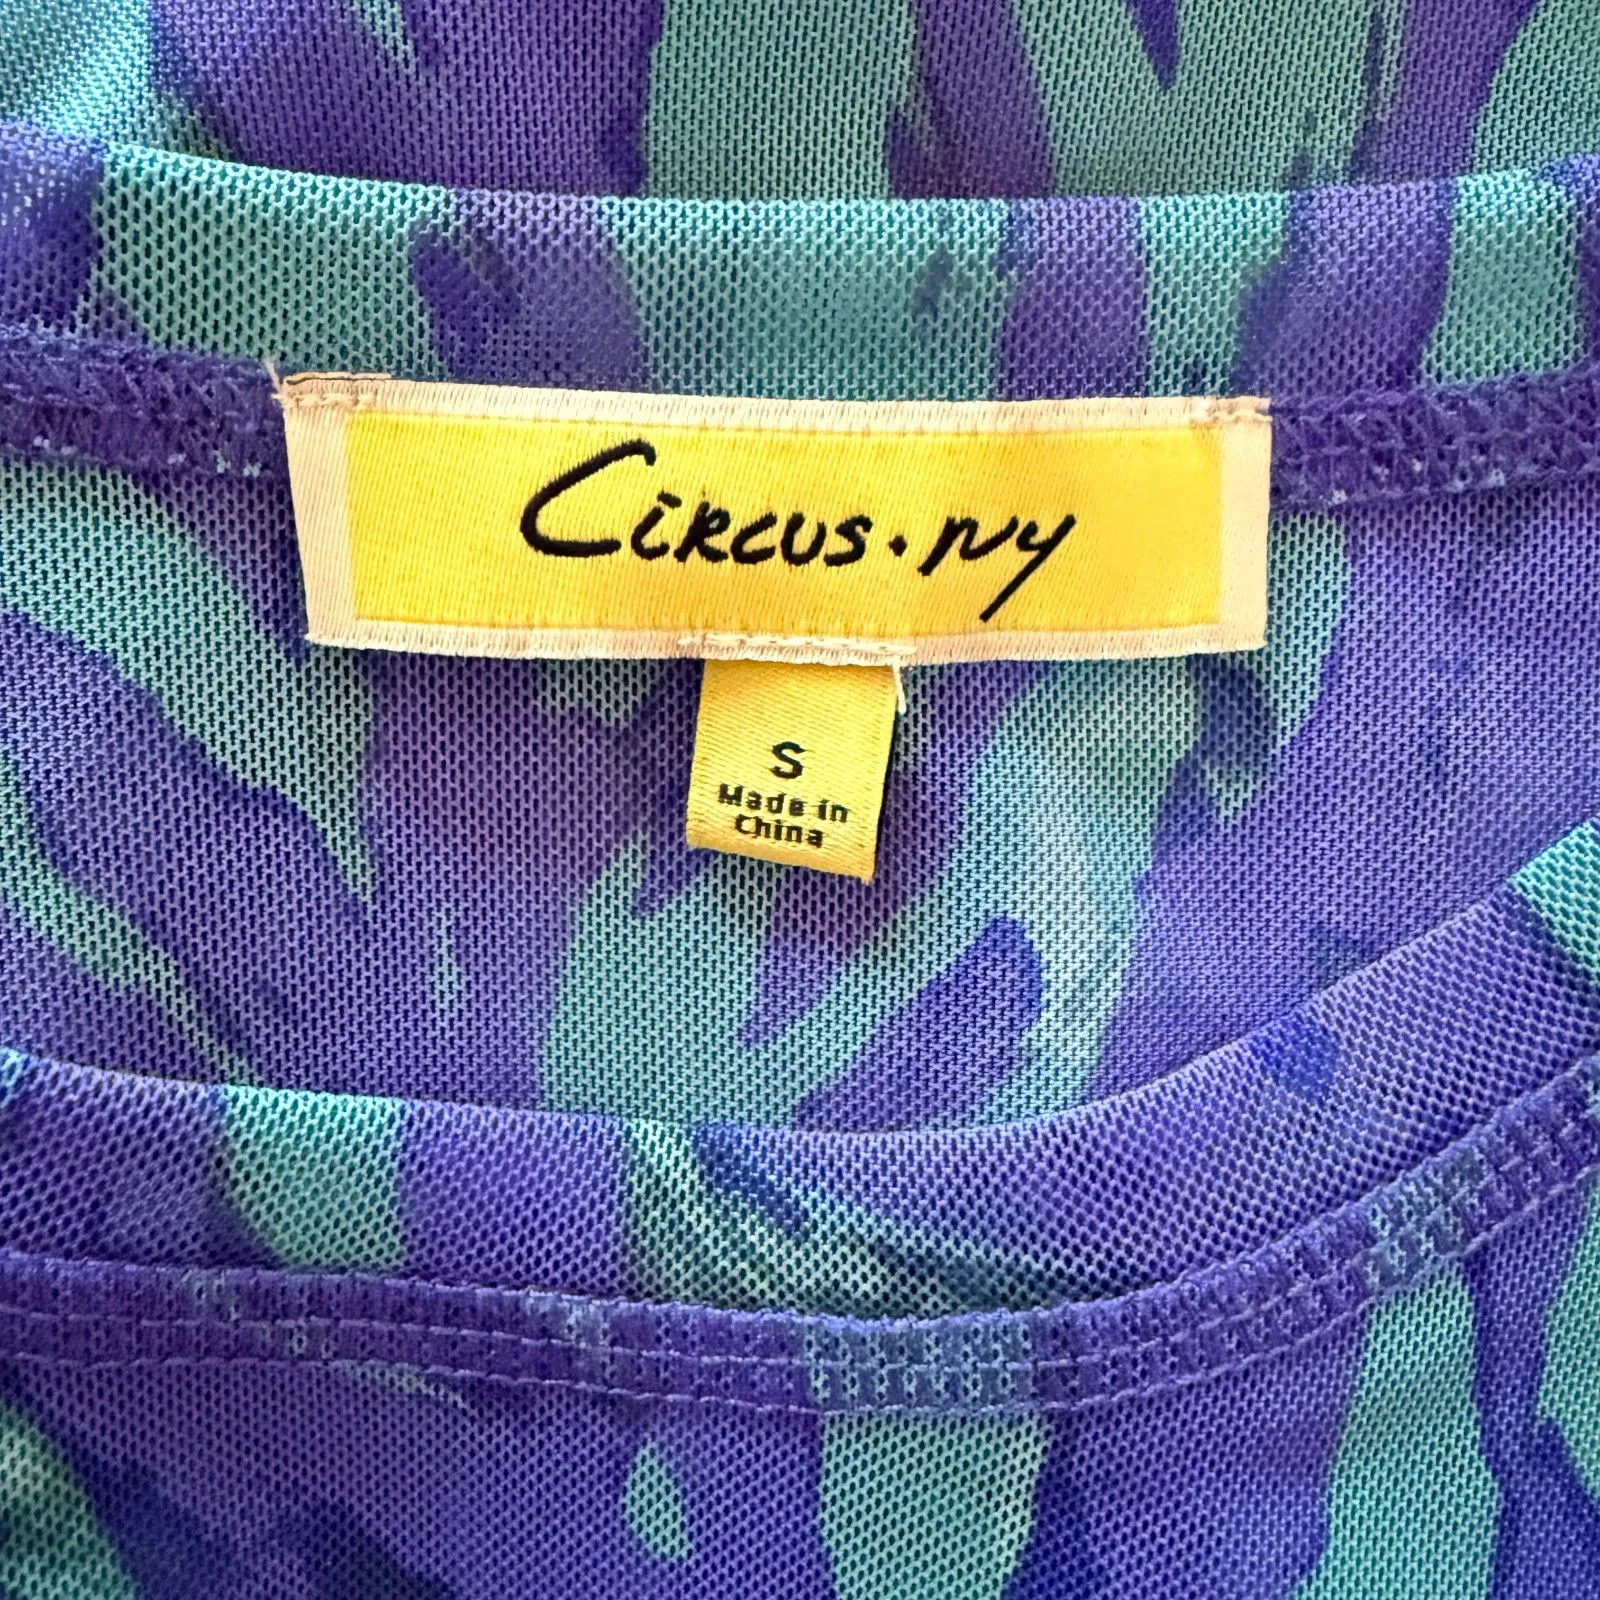 CiRCUS. NY
S
Made in
China